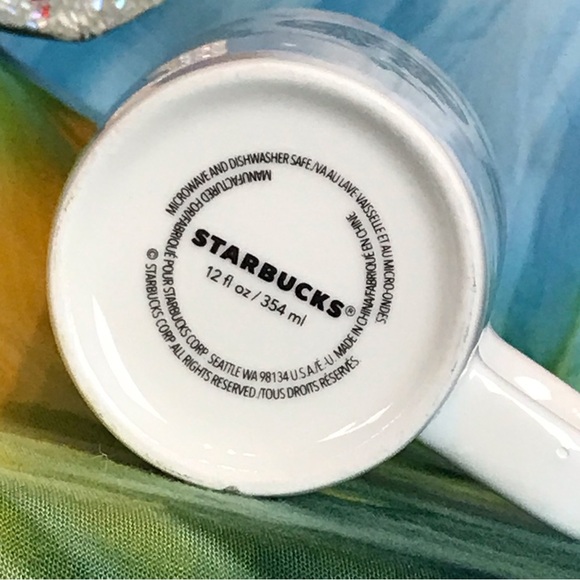 MICROWAVE AND DISHWASHER SAFE./VA AU LAVE-VAISSELLE ET AU MICRO-ONDES
MANUFACTURED FOR/FABRIQUÉ POUR STARBUCKS CORP. SEATTLE WA 98134 U.S.A./É.-U. MADE IN CHINA/FABRIQUÉ EN CHINE
STARBUCKS®
12 fl oz / 354 ml
© STARBUCKS CORP. ALL RIGHTS RESERVED./TOUS DROITS RÉSERVÉS.